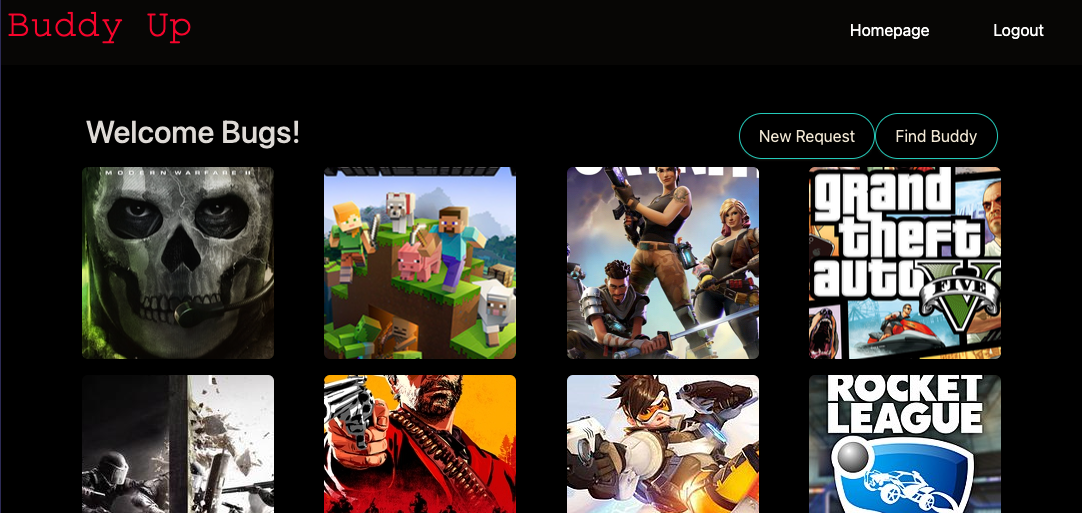 Buddy Up
Homepage
Logout
Welcome Bugs!
New Request
Find Buddy
MODERN WARFARE II
grand
theft
auto
V
FIVE
ROCKET
LEAGUE